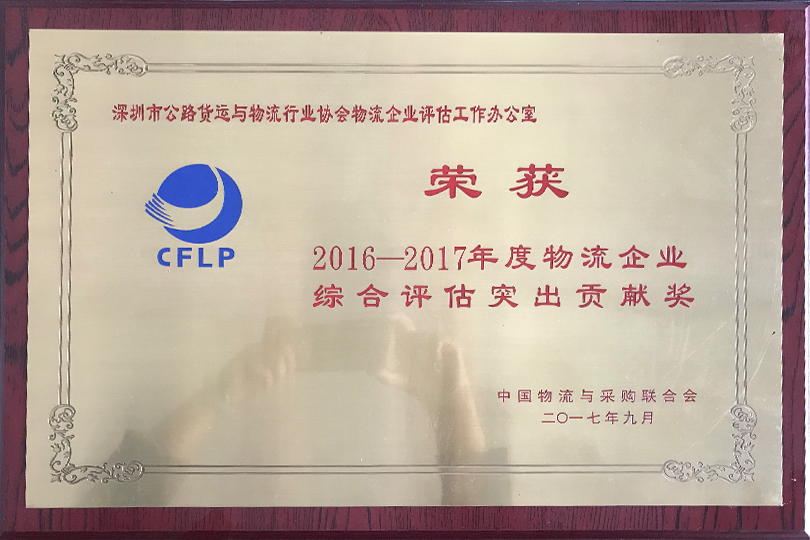 深圳市公路货运与物流行业协会物流企业评估工作办公室
荣获
CFLP
2016—2017年度物流企业
综合评估突出贡献奖
中国物流与采购联合会
二〇一七年九月